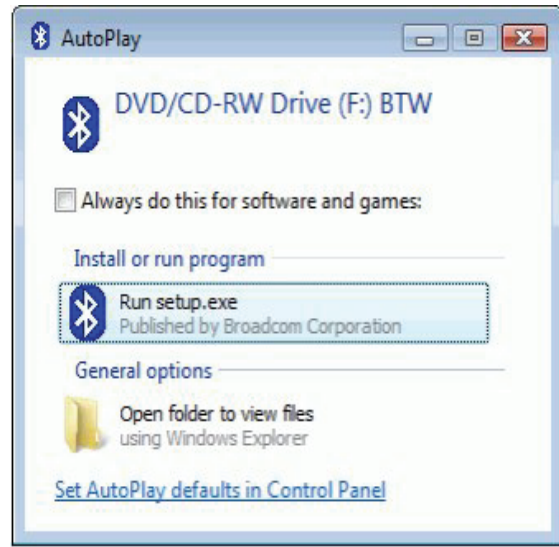 AutoPlay
DVD/CD-RW Drive (F:) BTW
Always do this for software and games:
Install or run program
Run setup.exe
Published by Broadcom Corporation
General options
Open folder to view files
using Windows Explorer
Set AutoPlay defaults in Control Panel